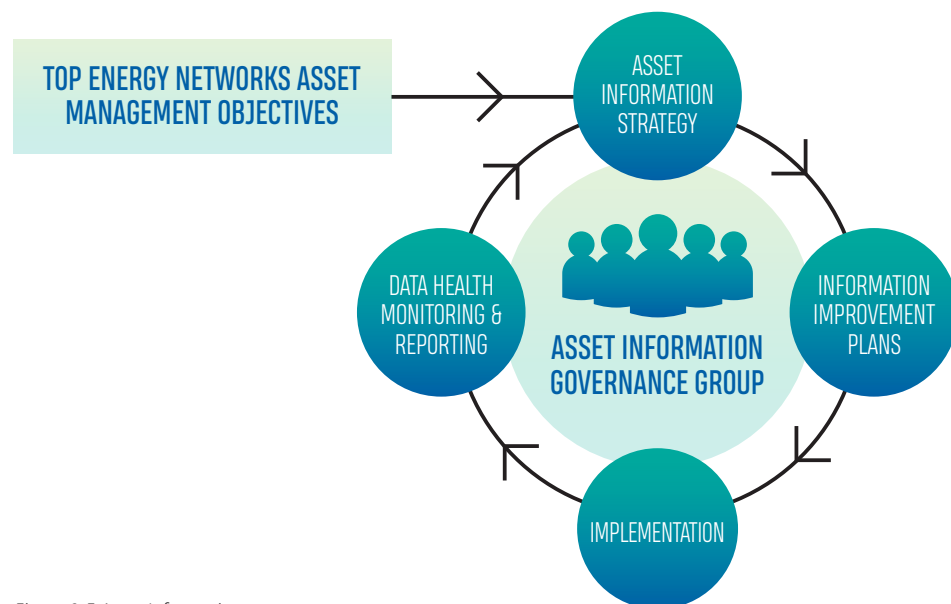 TOP ENERGY NETWORKS ASSET
MANAGEMENT OBJECTIVES
ASSET
INFORMATION
STRATEGY
DATA HEALTH
MONITORING &
REPORTING
ASSET INFORMATION
GOVERNANCE GROUP
INFORMATION
IMPROVEMENT
PLANS
IMPLEMENTATION